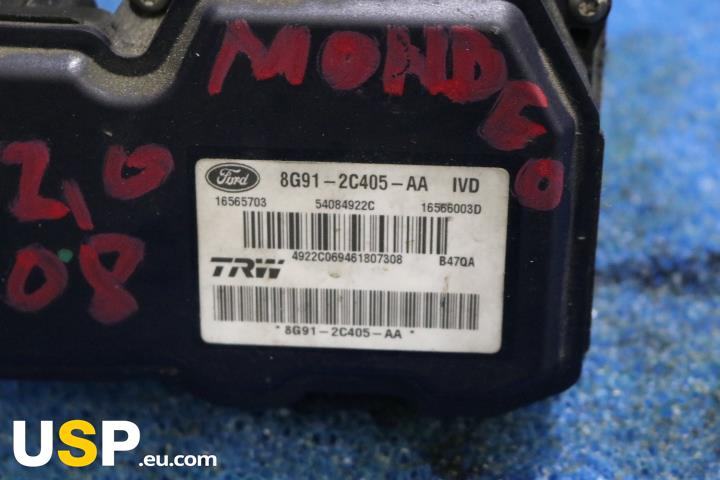 MONDEO
2,0
08
Ford 8G91-2C405-AA IVD
16565703 54084922C 16566003D
4922C069461807308 B47QA
TRW
*8G91-2C405-AA*
USP.eu.com